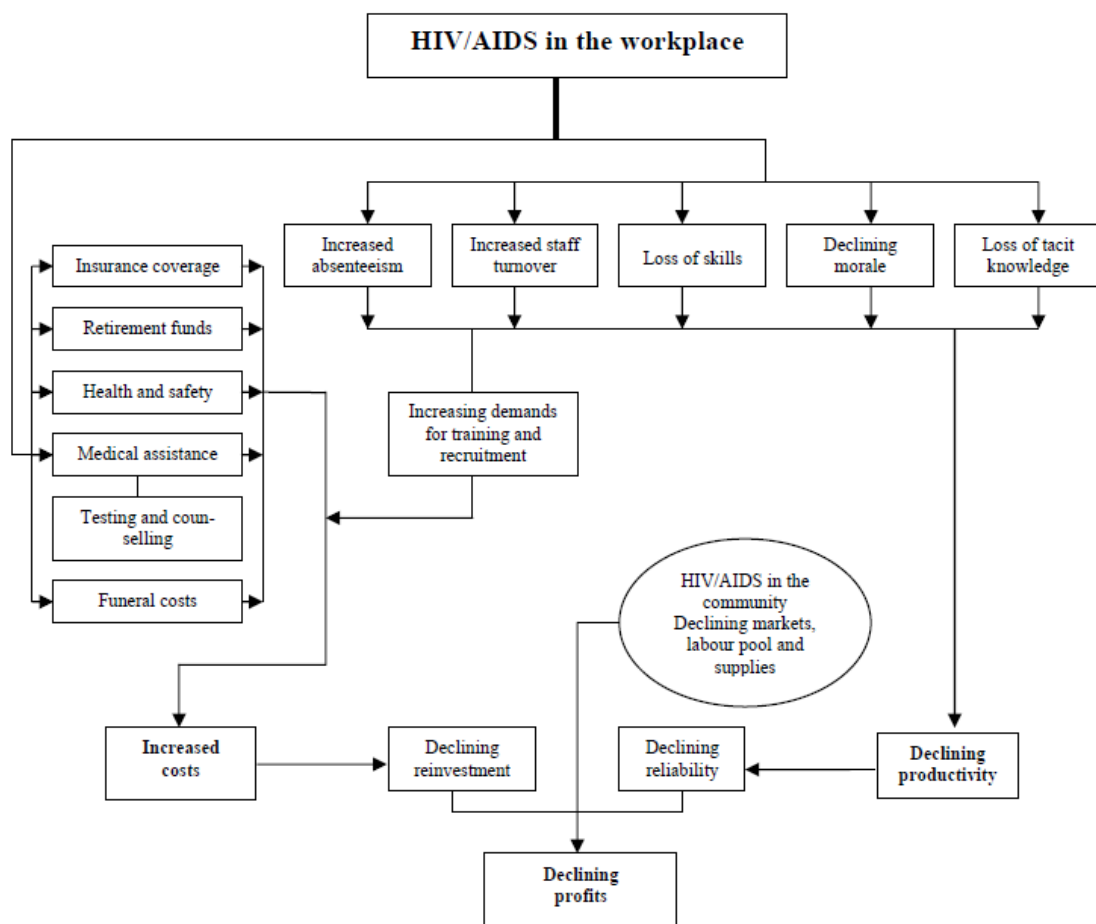 HIV/AIDS in the workplace
Increased
absenteeism
Increased staff
turnover
Loss of skills
Declining
morale
Loss of tacit
knowledge
Insurance coverage
Retirement funds
Health and safety
Medical assistance
Testing and coun-
selling
Funeral costs
Increasing demands
for training and
recruitment
HIV/AIDS in the
community
Declining markets,
labour pool and
supplies
Increased
costs
Declining
reinvestment
Declining
reliability
Declining
productivity
Declining
profits